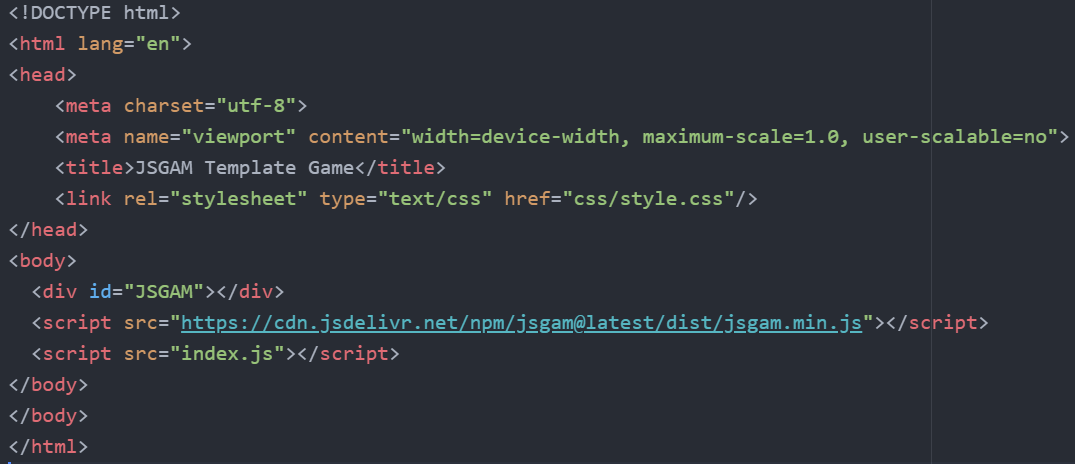 <!DOCTYPE html>
<html lang="en">
<head>
    <meta charset="utf-8">
    <meta name="viewport" content="width=device-width, maximum-scale=1.0, user-scalable=no">
    <title>JSGAM Template Game</title>
    <link rel="stylesheet" type="text/css" href="css/style.css"/>
</head>
<body>
  <div id="JSGAM"></div>
  <script src="https://cdn.jsdelivr.net/npm/jsgam@latest/dist/jsgam.min.js"></script>
  <script src="index.js"></script>
</body>
</body>
</html>